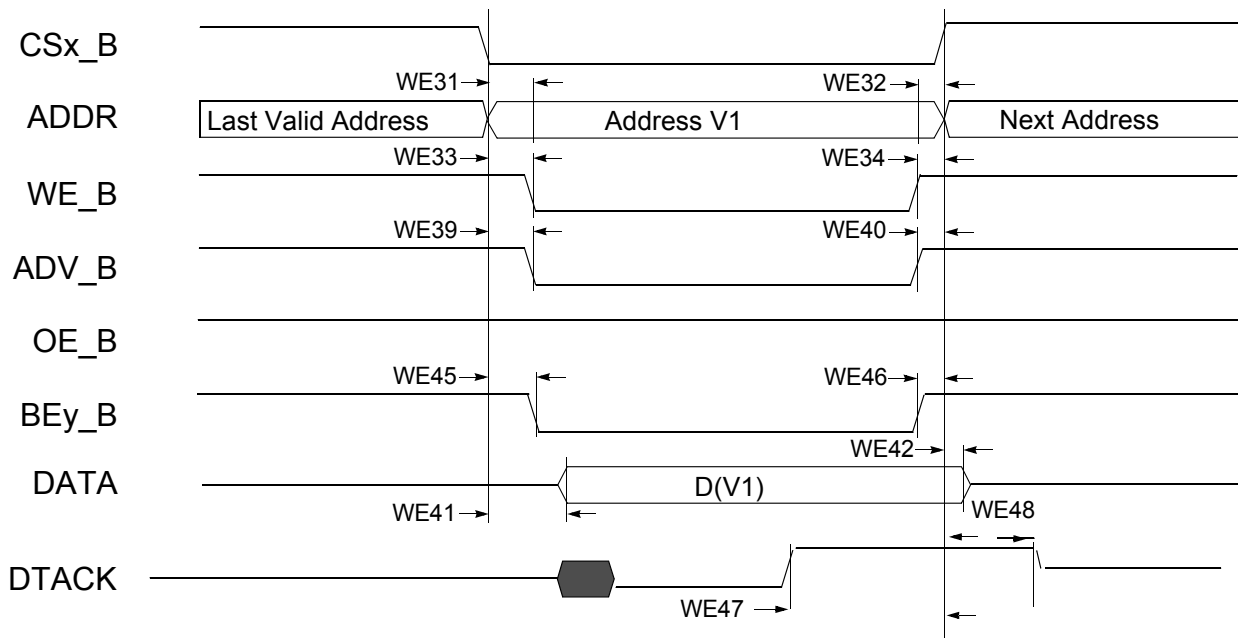 CSx_B
WE31
WE32
ADDR
Last Valid Address
Address V1
Next Address
WE33
WE34
WE_B
WE39
WE40
ADV_B
OE_B
WE45
WE46
BEy_B
WE42
DATA
D(V1)
WE41
WE48
DTACK
WE47